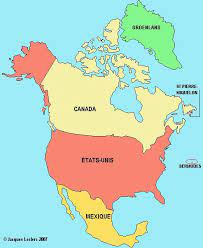 GROENLAND
ST-PIERRE-
MIQUELON
CANADA
ÉTATS-UNIS
BERMUDES
MEXIQUE
© Jacques Leclerc 2007